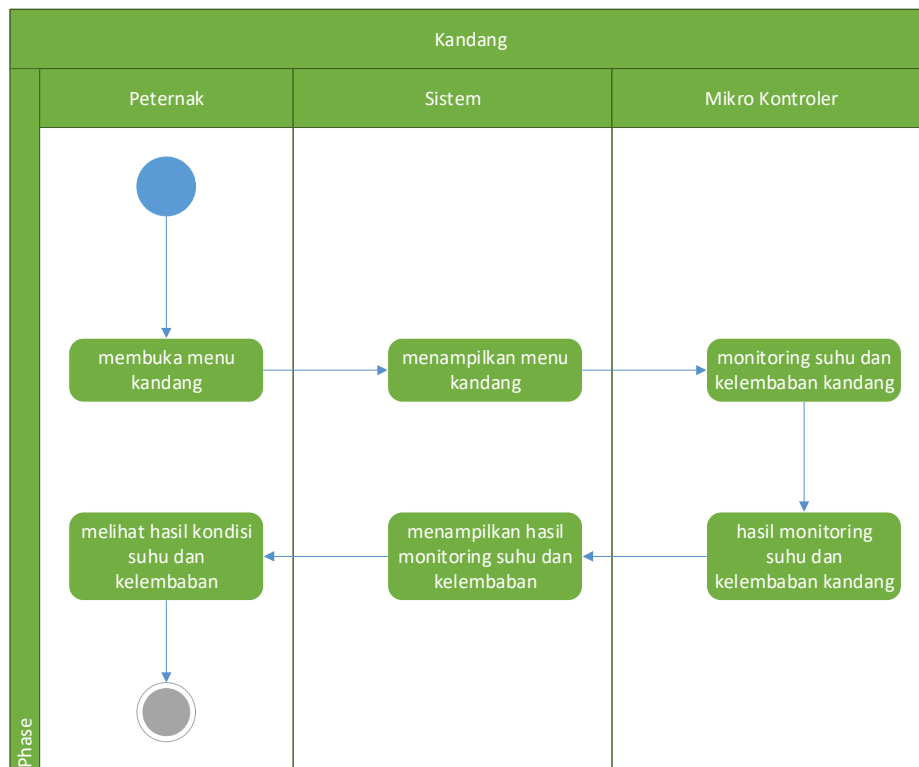 Kandang
Peternak
Sistem
Mikro Kontroler
membuka menu
kandang
menampilkan menu
kandang
monitoring suhu dan
kelembaban kandang
melihat hasil kondisi
suhu dan
kelembaban
menampilkan hasil
monitoring suhu dan
kelembaban
hasil monitoring
suhu dan
kelembaban kandang
Phase